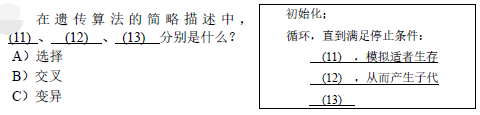 在遗传算法的简略描述中，
(11) 、 (12) 、 (13) 分别是什么？
A）选择
B）交叉
C）变异
初始化；
循环，直到满足停止条件：
(11) ，模拟适者生存
(12) ，从而产生子代
(13)